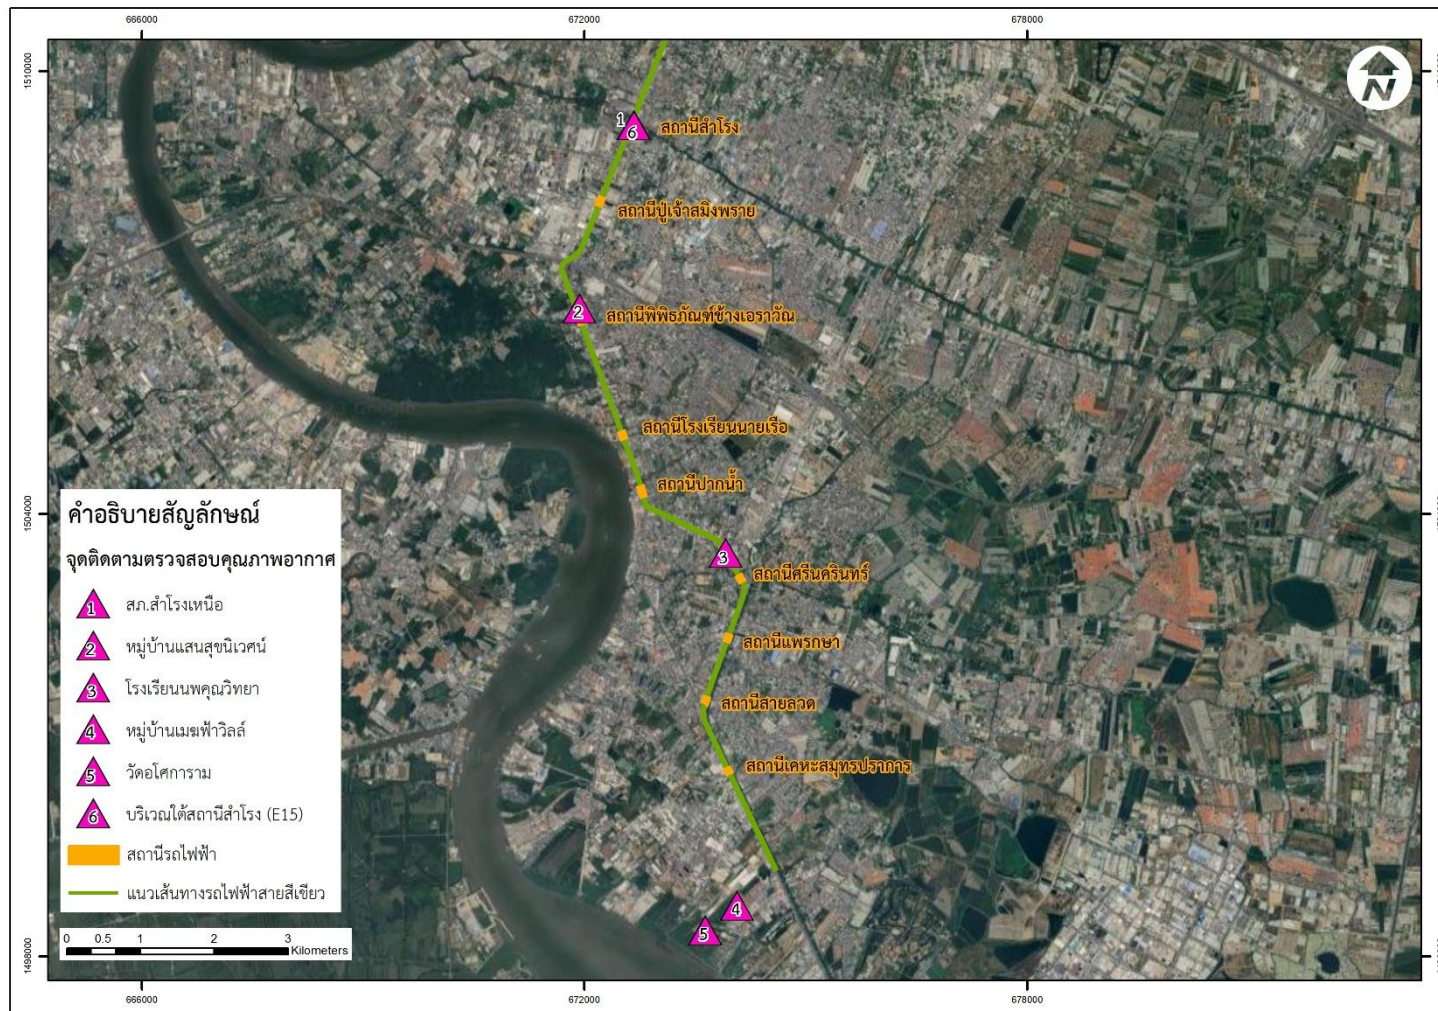 666000
672000
678000
1510000
N
1
6
สถานีสำโรง
สถานีปู่เจ้าสมิงพราย
2
สถานีพิพิธภัณฑ์ช้างเอราวัณ
สถานีโรงเรียนนายเรือ
สถานีปากน้ำ
1504000
3
สถานีศรีนครินทร์
สถานีแพรกษา
สถานีสายลวด
สถานีเคหะสมุทรปราการ
4
5
คำอธิบายสัญลักษณ์
จุดติดตามตรวจสอบคุณภาพอากาศ
1 สภ.สำโรงเหนือ
2 หมู่บ้านแสนสุขนิเวศน์
3 โรงเรียนนพคุณวิทยา
4 หมู่บ้านเมฆฟ้าวิลล์
5 วัดอโศการาม
6 บริเวณใต้สถานีสำโรง (E15)
สถานีรถไฟฟ้า
แนวเส้นทางรถไฟฟ้าสายสีเขียว
0 0.5 1 2 3
Kilometers
1498000
666000
672000
678000